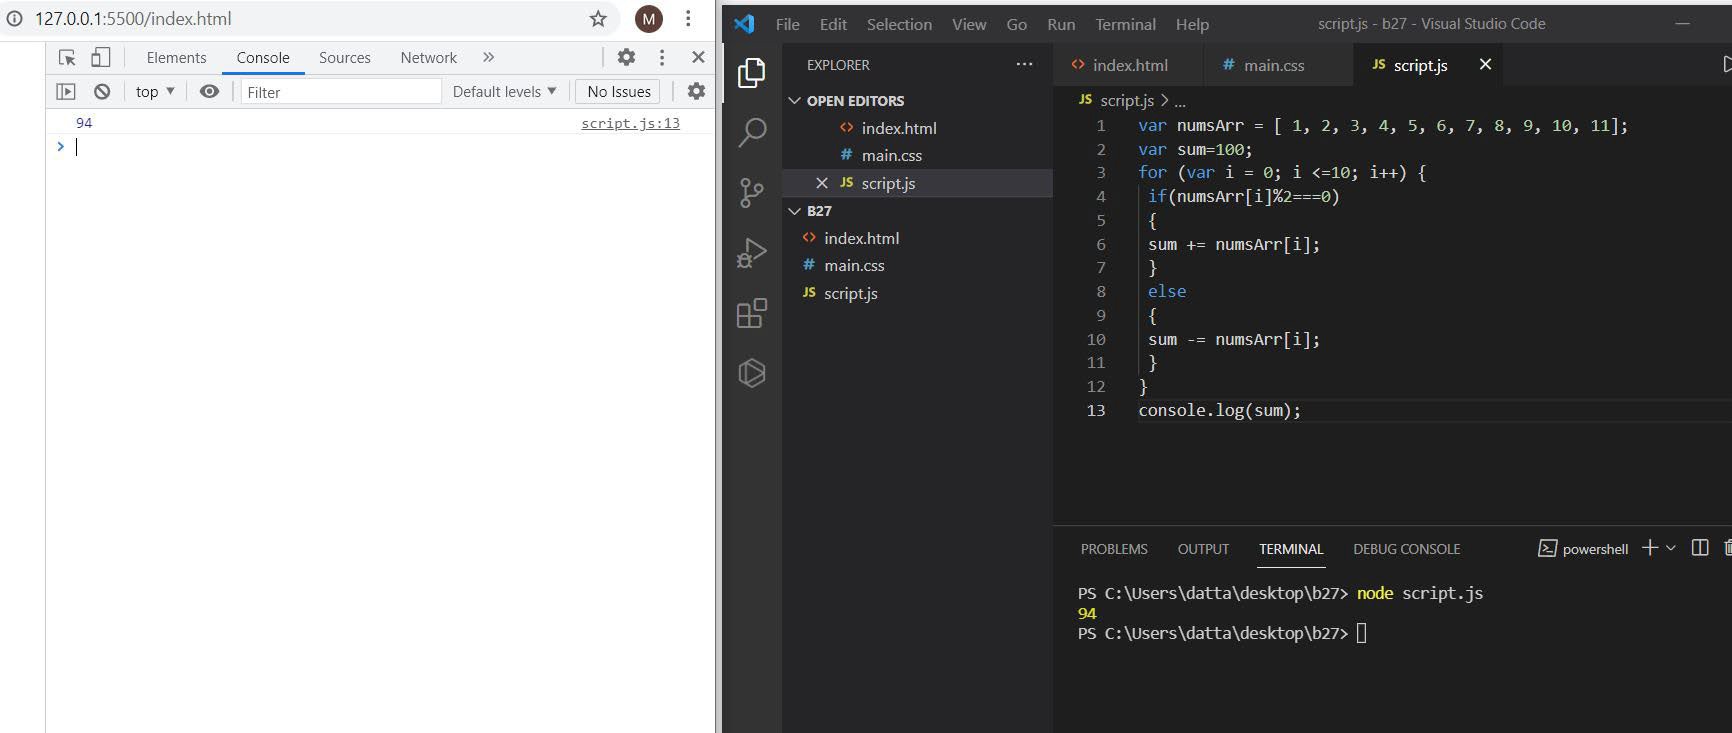 127.0.0.1:5500/index.html
M
Elements Console Sources Network »
top ▼ Filter Default levels ▼ No Issues
94 script.js:13
>
File Edit Selection View Go Run Terminal Help script.js - b27 - Visual Studio Code
EXPLORER ...
OPEN EDITORS
<> index.html
# main.css
× JS script.js
B27
<> index.html
# main.css
JS script.js
<> index.html # main.css JS script.js ×
JS script.js > ...
1 var numsArr = [ 1, 2, 3, 4, 5, 6, 7, 8, 9, 10, 11];
2 var sum=100;
3 for (var i = 0; i <=10; i++) {
4 if(numsArr[i]%2===0)
5 {
6 sum += numsArr[i];
7 }
8 else
9 {
10 sum -= numsArr[i];
11 }
12 }
13 console.log(sum);
PROBLEMS OUTPUT TERMINAL DEBUG CONSOLE powershell
PS C:\Users\datta\desktop\b27> node script.js
94
PS C:\Users\datta\desktop\b27>